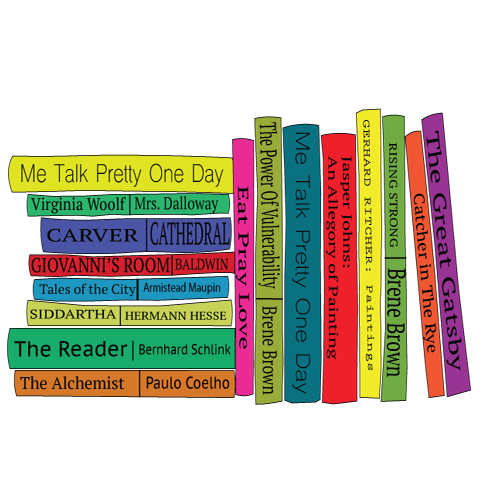 Me Talk Pretty One Day
Virginia Woolf Mrs. Dalloway
CARVER CATHEDRAL
GIOVANNI'S ROOM BALDWIN
Tales of the City Armistead Maupin
SIDDARTHA HERMANN HESSE
The Reader Bernhard Schlink
The Alchemist Paulo Coelho
Eat Pray Love
The Power Of Vulnerability Brene Brown
Me Talk Pretty One Day
Jasper Johns:
An Allegory of Painting
GERHARD RITCHER: Paintings
RISING STRONG Brene Brown
Catcher in The Rye
The Great Gatsby